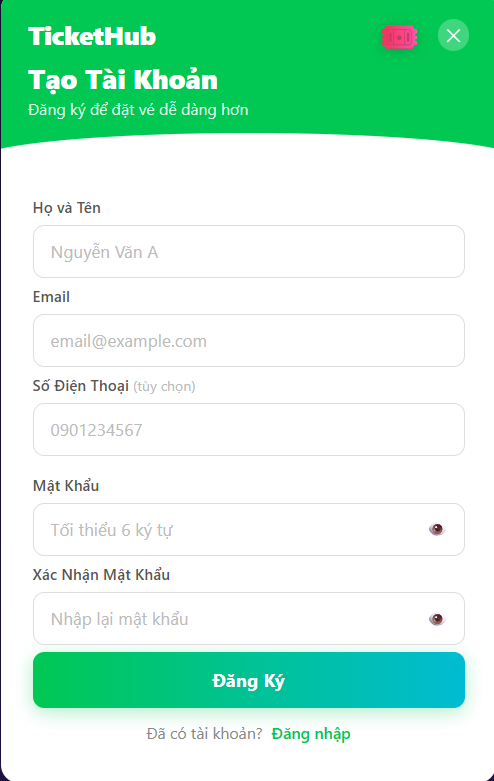 TicketHub
Tạo Tài Khoản
Đăng ký để đặt vé dễ dàng hơn
Họ và Tên
Nguyễn Văn A
Email
email@example.com
Số Điện Thoại (tùy chọn)
0901234567
Mật Khẩu
Tối thiểu 6 ký tự
Xác Nhận Mật Khẩu
Nhập lại mật khẩu
Đăng Ký
Đã có tài khoản? Đăng nhập